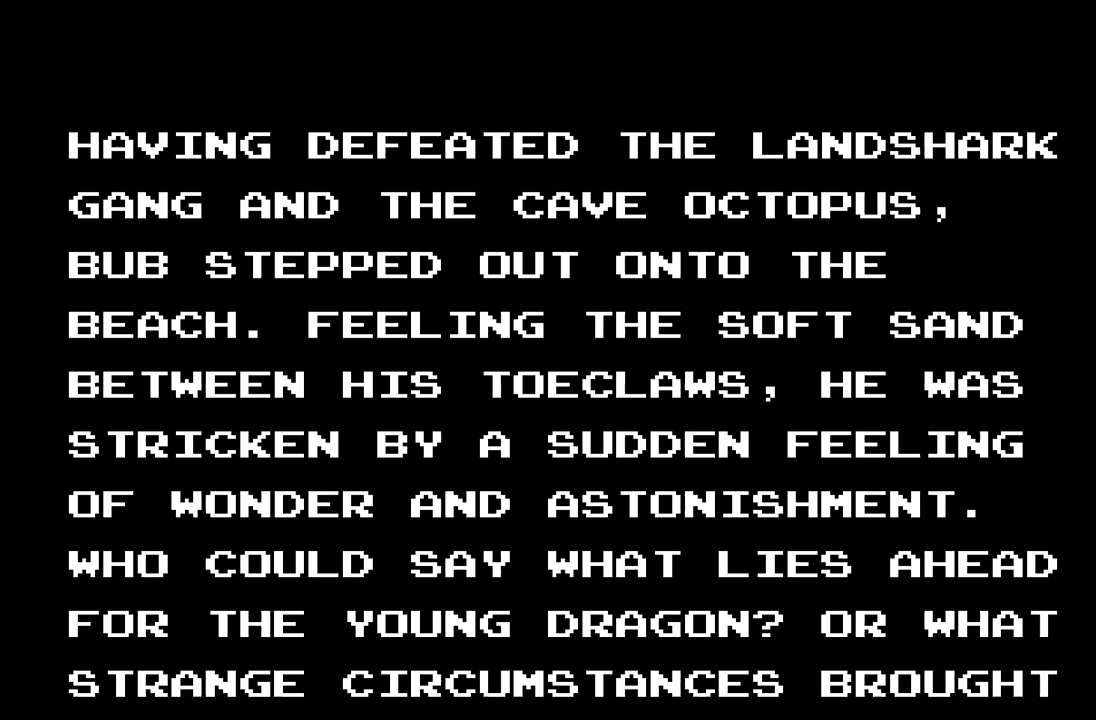 HAVING DEFEATED THE LANDSHARK
GANG AND THE CAVE OCTOPUS,
BUB STEPPED OUT ONTO THE
BEACH. FEELING THE SOFT SAND
BETWEEN HIS TOECLAWS, HE WAS
STRICKEN BY A SUDDEN FEELING
OF WONDER AND ASTONISHMENT.
WHO COULD SAY WHAT LIES AHEAD
FOR THE YOUNG DRAGON? OR WHAT
STRANGE CIRCUMSTANCES BROUGHT